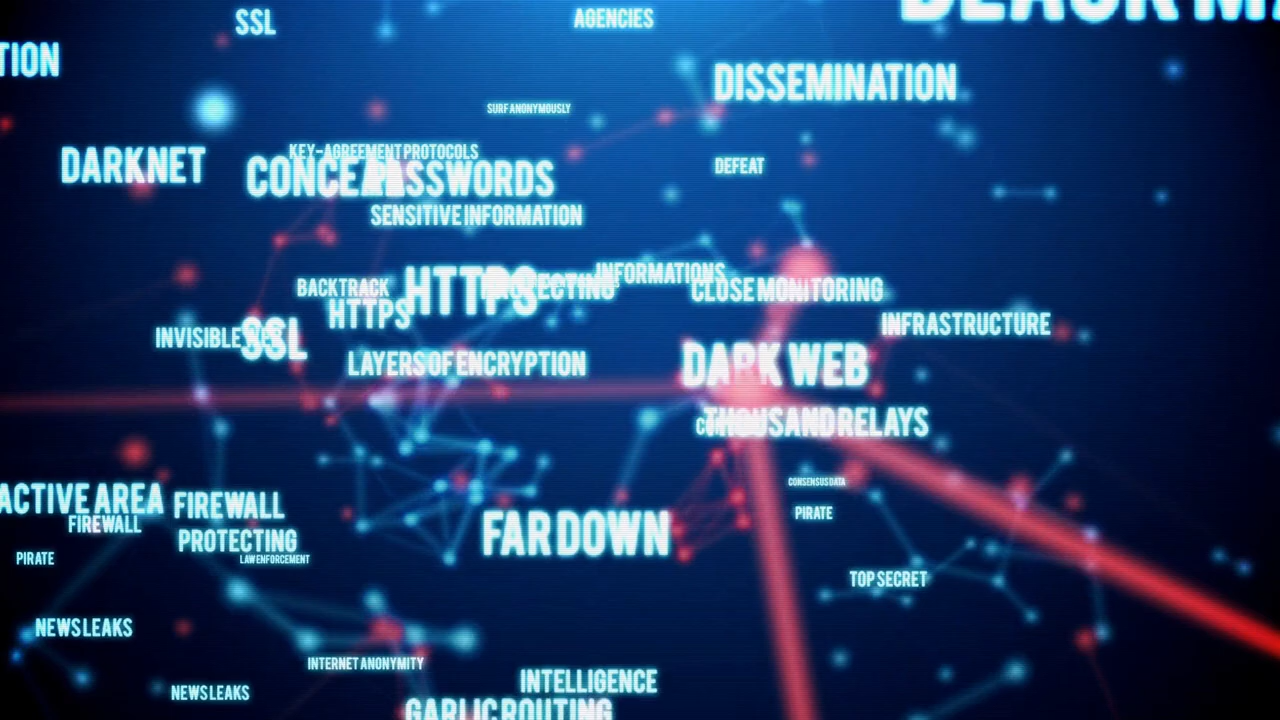 SSL
AGENCIES
TION
DISSEMINATION
SURF ANONYMOUSLY
DARKNET
KEY-AGREEMENT PROTOCOLS
PASSWORDS
SENSITIVE INFORMATION
DEFEAT
BACKTRACK
HTTPS
INFORMATIONS
CLOSE MONITORING
HTTPS
INVISIBLE
SSL
INFRASTRUCTURE
LAYERS OF ENCRYPTION
DARK WEB
THOUSAND RELAYS
CONSENSUS DATA
ACTIVE AREA
FIREWALL
FIREWALL
PIRATE
PROTECTING
FAR DOWN
LAW ENFORCEMENT
PIRATE
TOP SECRET
NEWS LEAKS
INTERNET ANONYMITY
NEWS LEAKS
INTELLIGENCE
GARLIC ROUTING